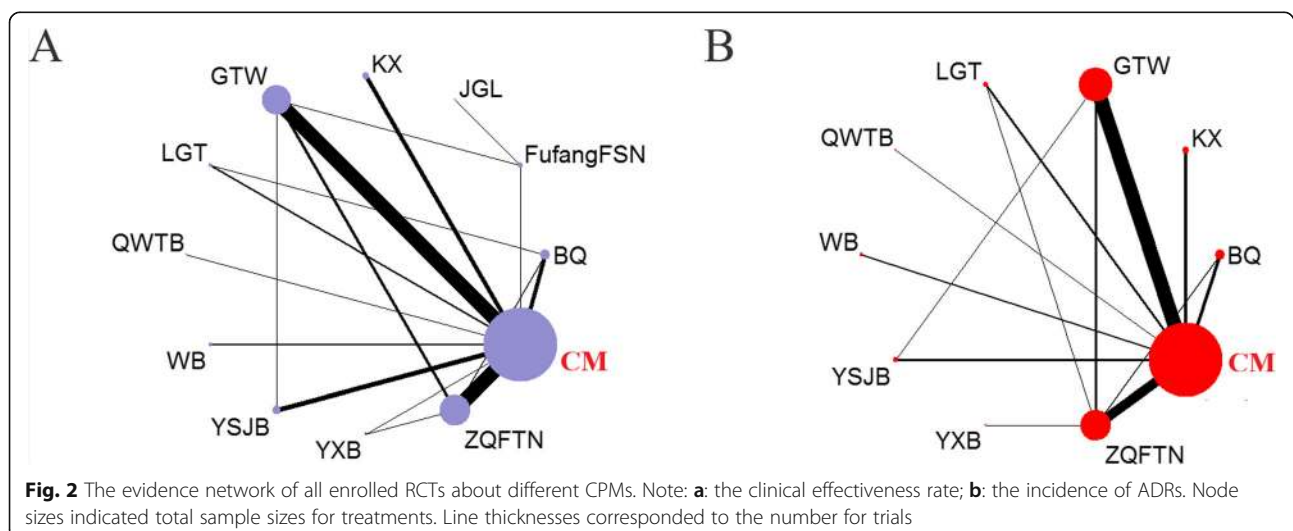 A
B
KX
GTW
JGL
LGT
FufangFSN
QWTB
BQ
WB
CM
YSJB
YXB
ZQFTN
GTW
LGT
KX
QWTB
WB
BQ
YSJB
CM
YXB
ZQFTN
Fig. 2 The evidence network of all enrolled RCTs about different CPMs. Note: a: the clinical effectiveness rate; b: the incidence of ADRs. Node
sizes indicated total sample sizes for treatments. Line thicknesses corresponded to the number for trials